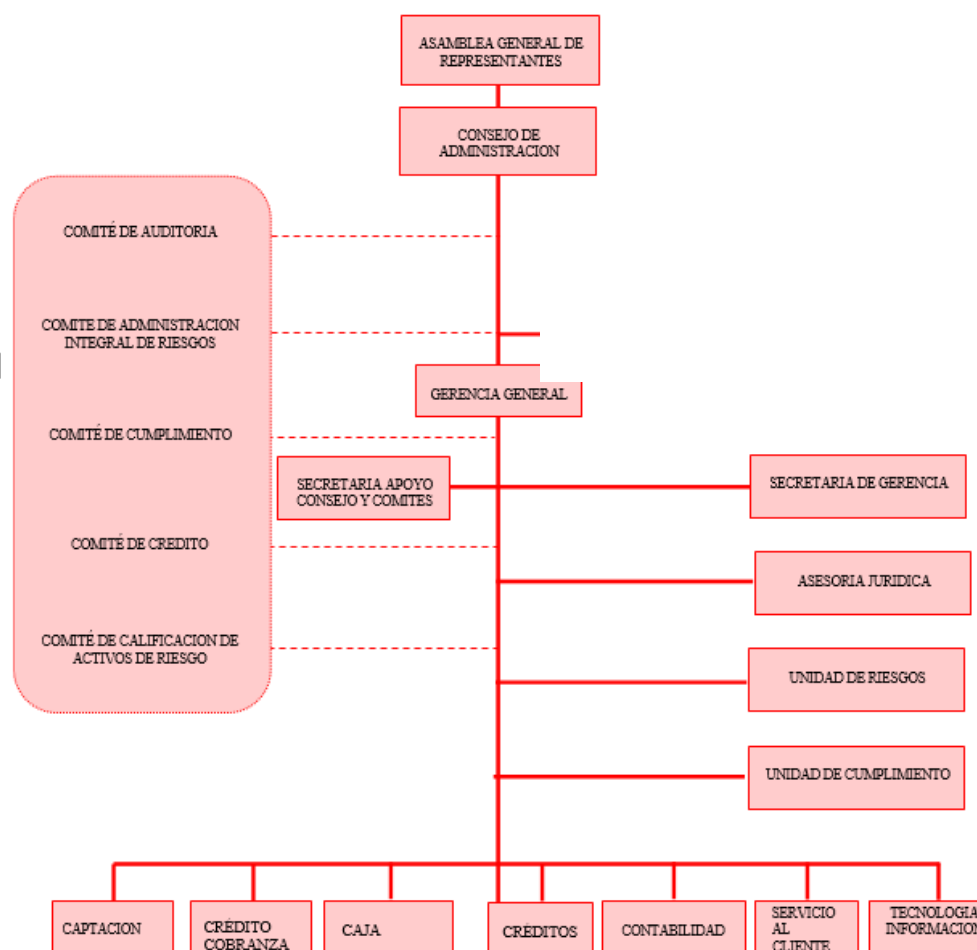 ASAMBLEA GENERAL DE
REPRESENTANTES
CONSEJO DE
ADMINISTRACION
COMITÉ DE AUDITORIA
COMITE DE ADMINISTRACION
INTEGRAL DE RIESGOS
GERENCIA GENERAL
COMITÉ DE CUMPLIMIENTO
SECRETARIA APOYO
CONSEJO Y COMITES
SECRETARIA DE GERENCIA
COMITÉ DE CREDITO
ASESORIA JURIDICA
COMITÉ DE CALIFICACION DE
ACTIVOS DE RIESGO
UNIDAD DE RIESGOS
UNIDAD DE CUMPLIMIENTO
CAPTACION
CRÉDITO
COBRANZA
CAJA
CRÉDITOS
CONTABILIDAD
SERVICIO
AL
CLIENTE
TECNOLOGIA
INFORMACION